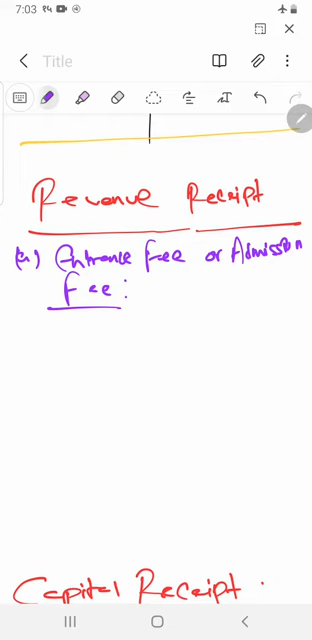 7:03
Title
Revenue Receipt
(a) Entrance Fee or Admission
Fee :
Capital Receipt.